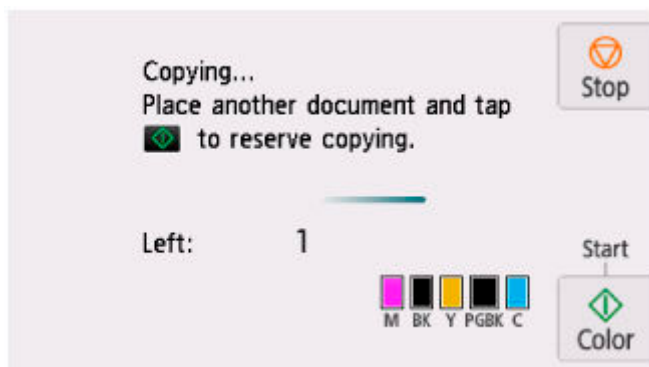 Copying...
Place another document and tap
to reserve copying.
Stop
Left: 1
Start
M BK Y PGBK C
Color